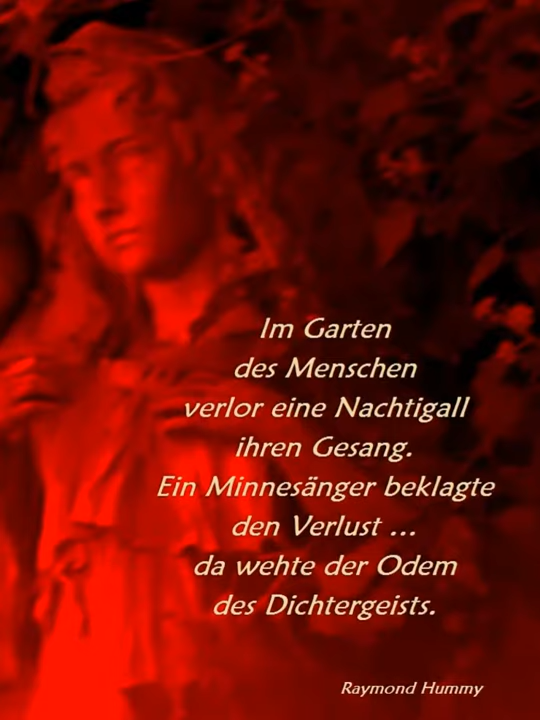 Im Garten
des Menschen
verlor eine Nachtigall
ihren Gesang.
Ein Minnesänger beklagte
den Verlust ...
da wehte der Odem
des Dichtergeists.
Raymond Hummy